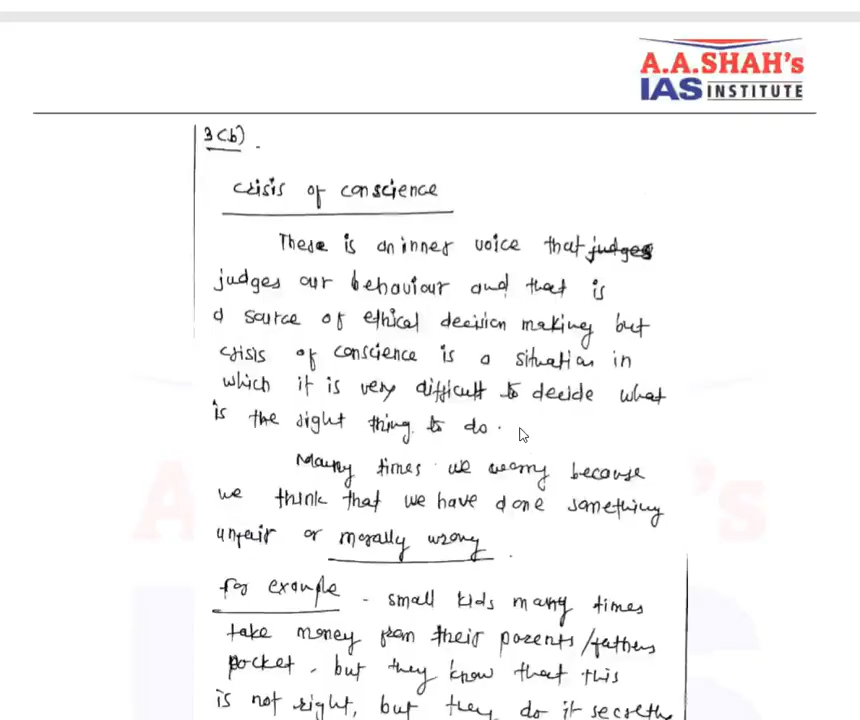 A.A.SHAH's
IAS INSTITUTE
3(b).
crisis of conscience
There is an inner voice that judges
judges our behaviour and that is
a source of ethical decision making but
crisis of conscience is a situation in
which it is very difficult to decide what
is the right thing to do.
Many times we worry because
we think that we have done something
unfair or morally wrong.
for example - small kids many times
take money from their parents/fathers
pocket, but they know that this
is not right, but they do it secretly